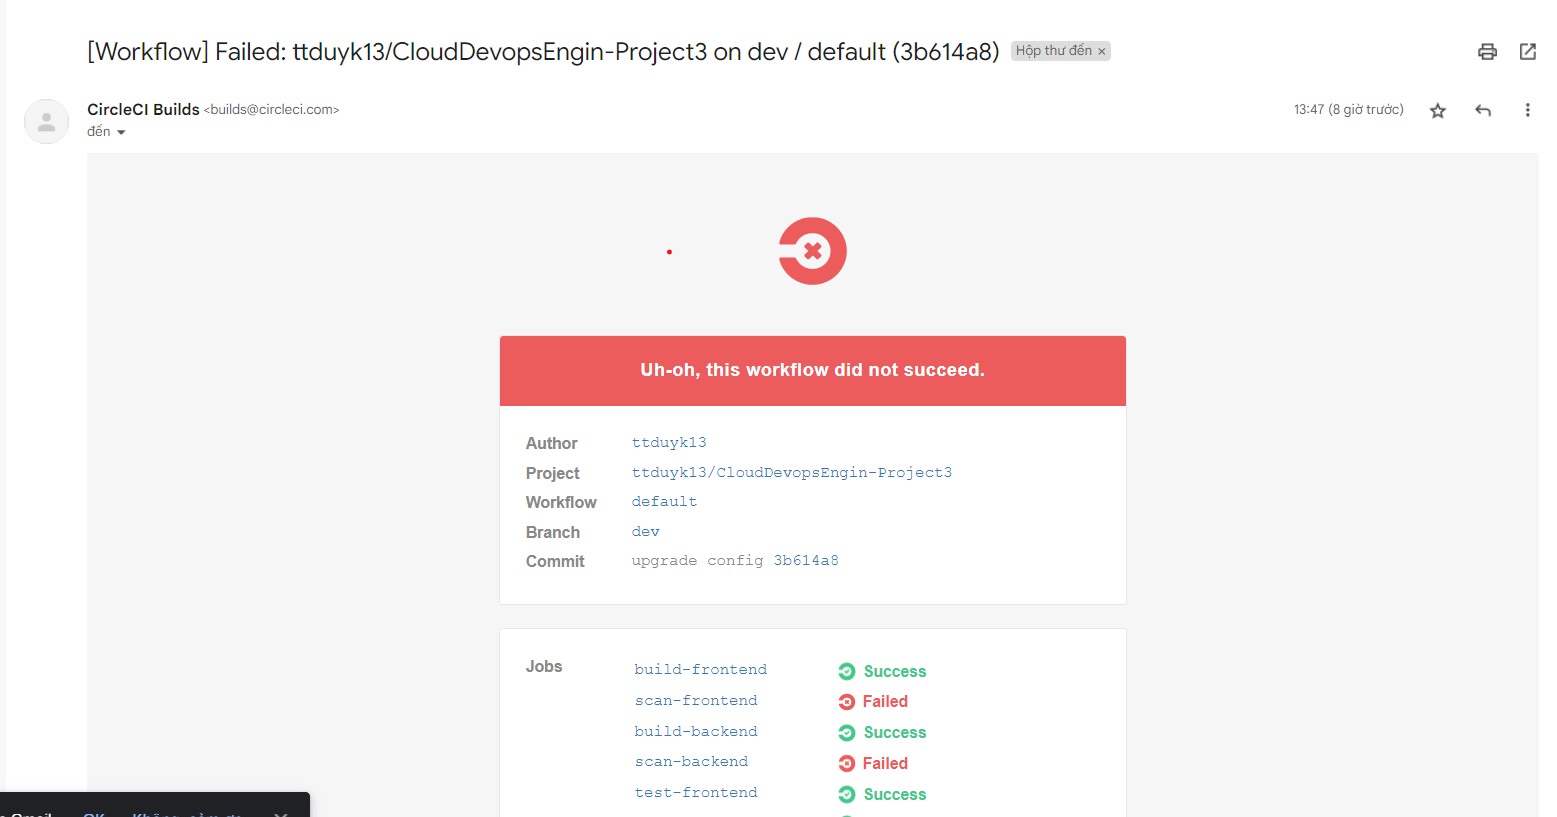 [Workflow] Failed: ttduyk13/CloudDevopsEngin-Project3 on dev / default (3b614a8) Hộp thư đến ×
CircleCI Builds <builds@circleci.com> 13:47 (8 giờ trước)
đến
Uh-oh, this workflow did not succeed.
Author ttduyk13
Project ttduyk13/CloudDevopsEngin-Project3
Workflow default
Branch dev
Commit upgrade config 3b614a8
Jobs build-frontend Success
scan-frontend Failed
build-backend Success
scan-backend Failed
test-frontend Success